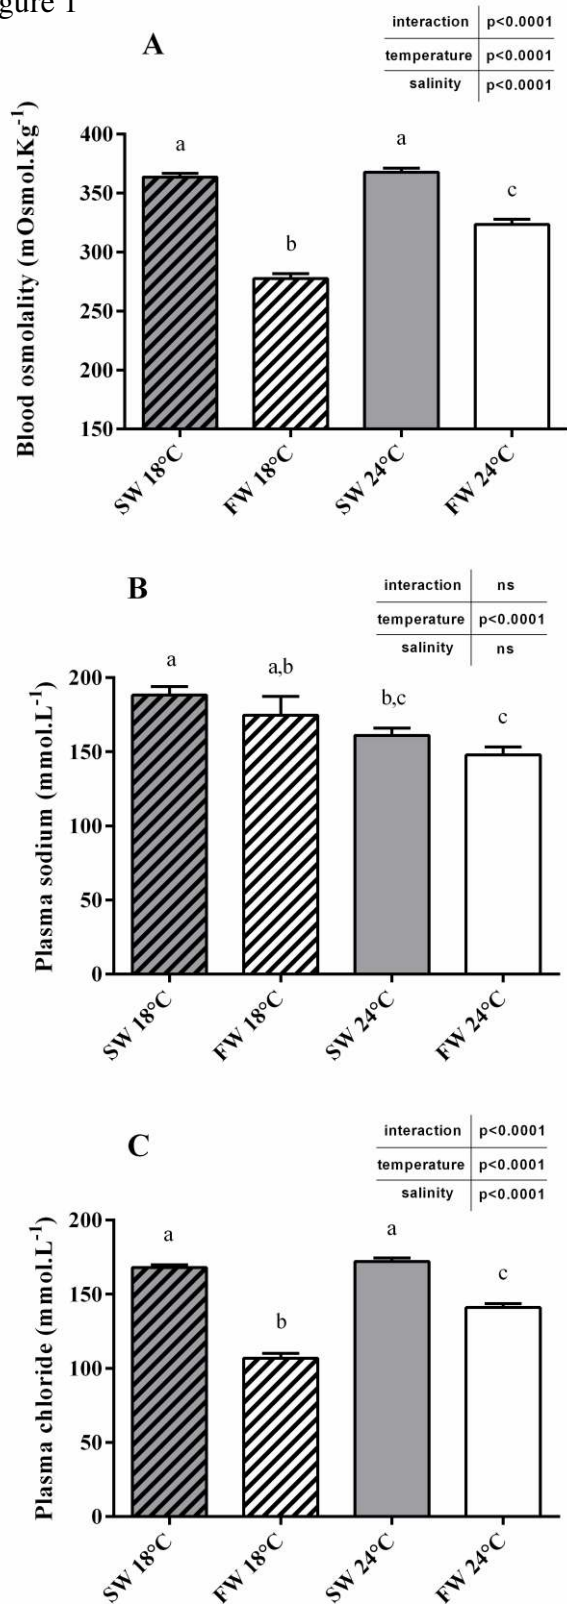 gure 1
A
interaction p<0.0001
temperature p<0.0001
salinity p<0.0001
Blood osmolality (mOsmol.Kg-1)
400
350
300
250
200
150
a
b
a
c
SW 18°C
FW 18°C
SW 24°C
FW 24°C
B
interaction ns
temperature p<0.0001
salinity ns
Plasma sodium (mmol.L-1)
200
150
100
50
0
a
a,b
b,c
c
SW 18°C
FW 18°C
SW 24°C
FW 24°C
C
interaction p<0.0001
temperature p<0.0001
salinity p<0.0001
Plasma chloride (mmol.L-1)
200
150
100
50
0
a
b
a
c
SW 18°C
FW 18°C
SW 24°C
FW 24°C